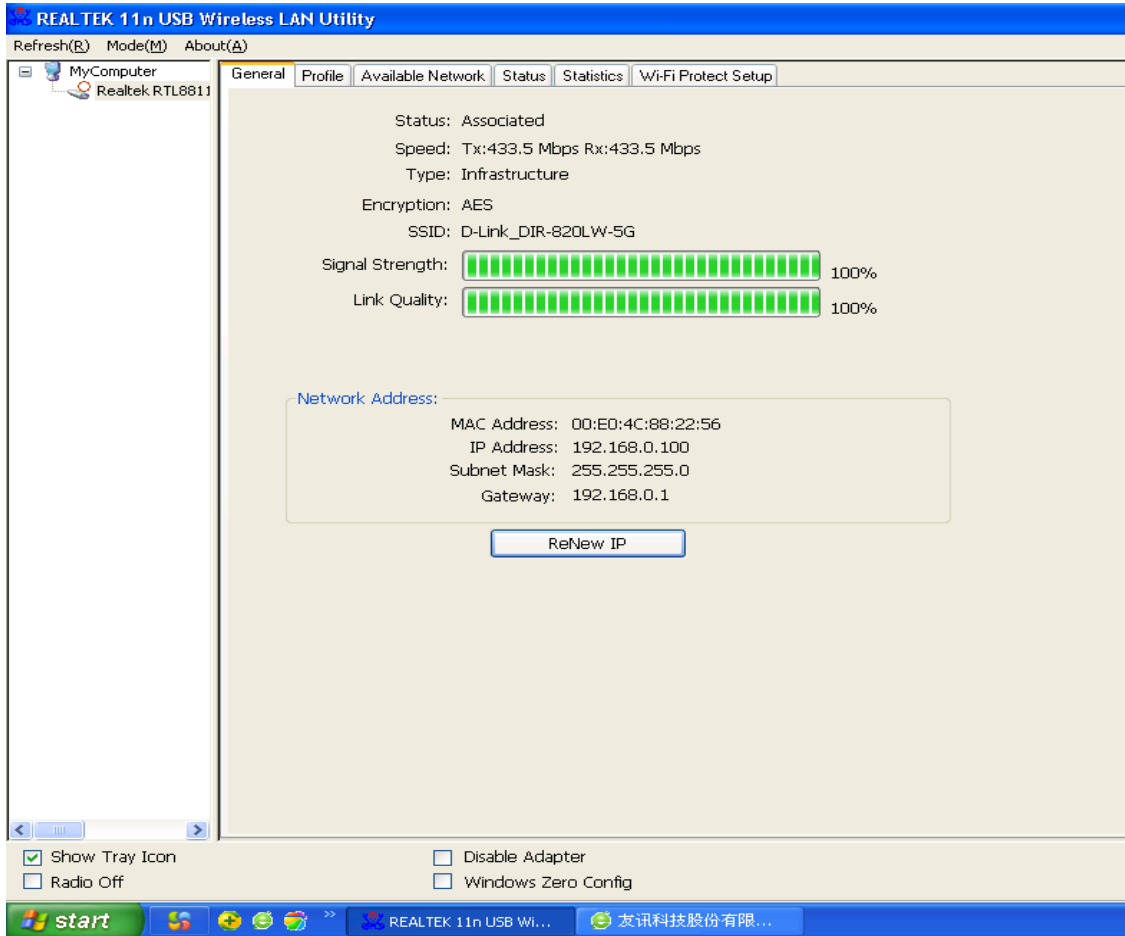 REALTEK 11n USB Wireless LAN Utility
Refresh(R) Mode(M) About(A)
MyComputer
Realtek RTL8811
General Profile Available Network Status Statistics Wi-Fi Protect Setup
Status: Associated
Speed: Tx:433.5 Mbps Rx:433.5 Mbps
Type: Infrastructure
Encryption: AES
SSID: D-Link_DIR-820LW-5G
Signal Strength: 100%
Link Quality: 100%
Network Address:
MAC Address: 00:E0:4C:88:22:56
IP Address: 192.168.0.100
Subnet Mask: 255.255.255.0
Gateway: 192.168.0.1
ReNew IP
Show Tray Icon Disable Adapter
Radio Off Windows Zero Config
start REALTEK 11n USB Wi... 友讯科技股份有限...